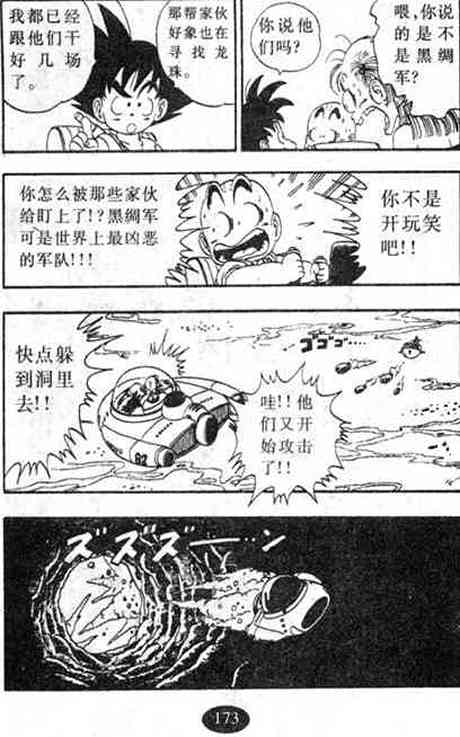 喂，你说
的是不
是黑绸
军？
你说他
们吗？
那帮家伙
好象也在
寻找龙
珠。
我都已经
跟他们干
好几场
了。
你不是
开玩笑
吧！！
你怎么被那些家伙
给盯上了！？黑绸军
可是世界上最凶恶
的军队！！！
ゴゴゴ…
哇！！他
们又开
始攻击
了！！
快点躲
到洞里
去！！
82
ズズズーーン
173